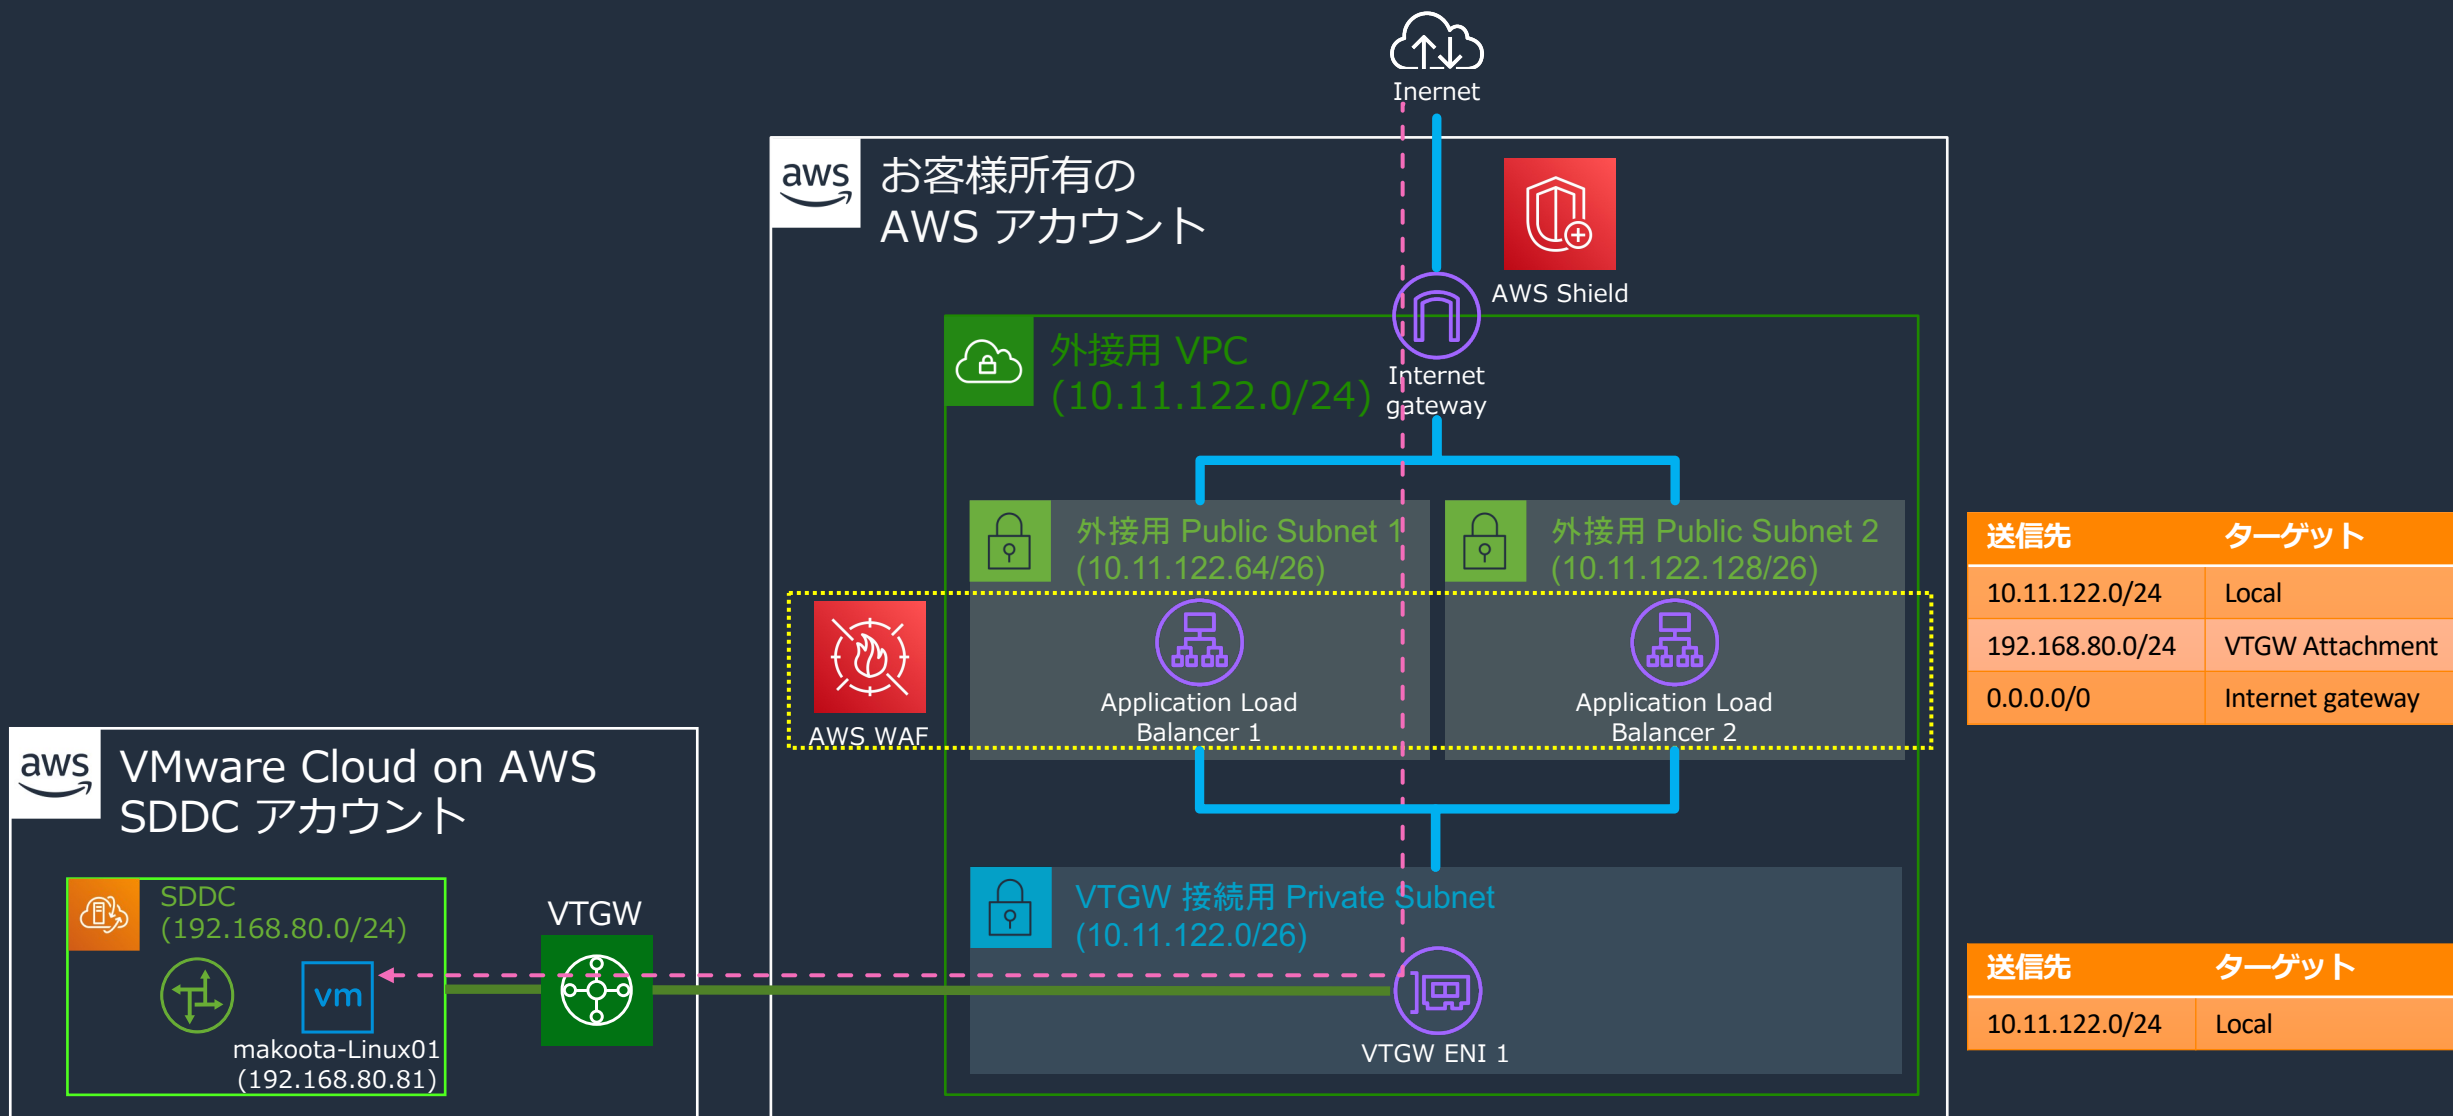 Inernet
aws
お客様所有の
AWS アカウント
AWS Shield
外接用 VPC
(10.11.122.0/24)
Internet
gateway
外接用 Public Subnet 1
(10.11.122.64/26)
外接用 Public Subnet 2
(10.11.122.128/26)
AWS WAF
Application Load
Balancer 1
Application Load
Balancer 2
送信先 ターゲット
10.11.122.0/24 Local
192.168.80.0/24 VTGW Attachment
0.0.0.0/0 Internet gateway
aws
VMware Cloud on AWS
SDDC アカウント
SDDC
(192.168.80.0/24)
vm
makoota-Linux01
(192.168.80.81)
VTGW
VTGW 接続用 Private Subnet
(10.11.122.0/26)
VTGW ENI 1
送信先 ターゲット
10.11.122.0/24 Local